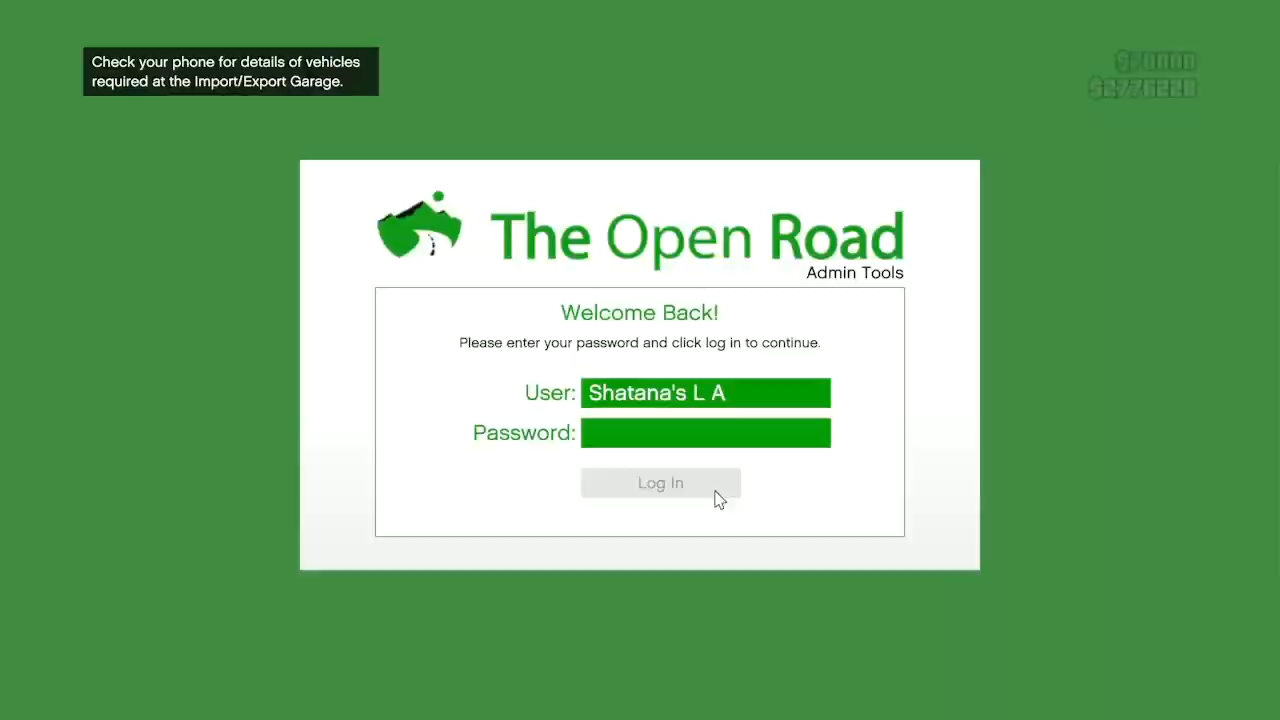 Check your phone for details of vehicles
required at the Import/Export Garage.
The Open Road
Admin Tools
Welcome Back!
Please enter your password and click log in to continue.
User: Shatana's L A
Password:
Log In